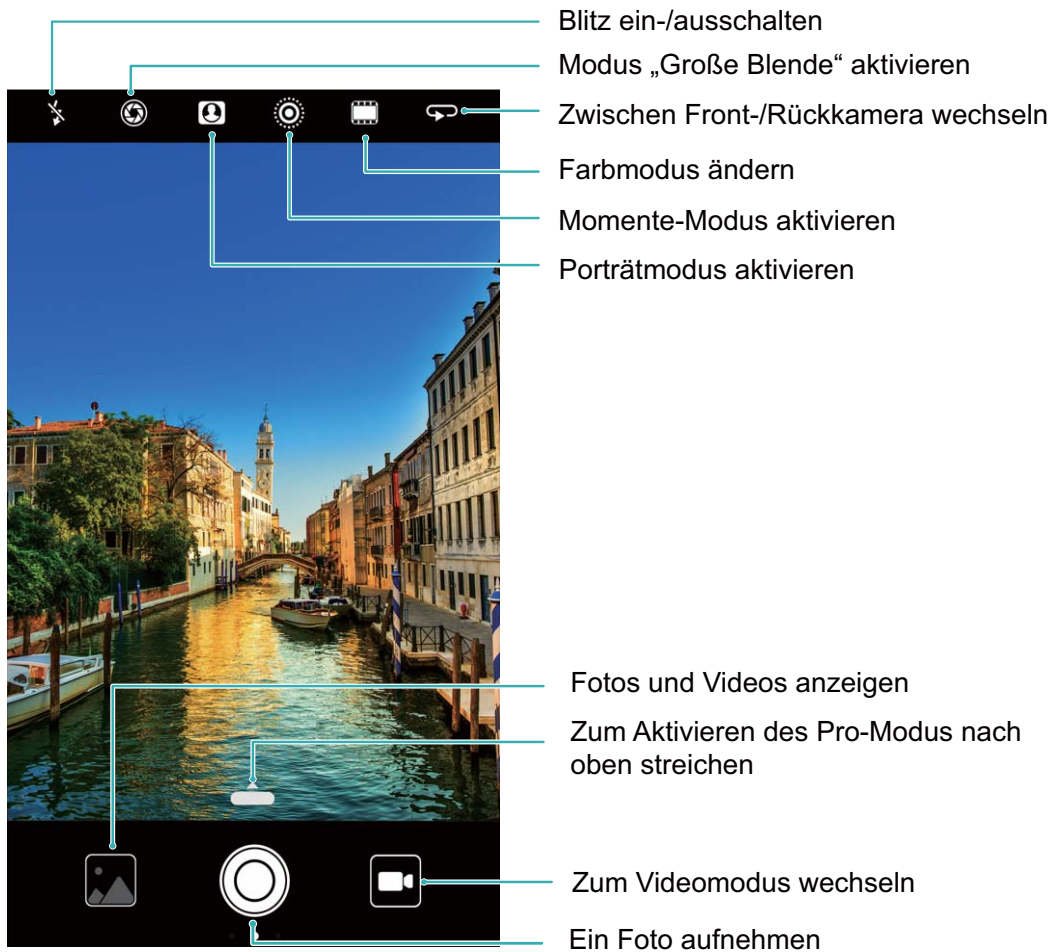 Blitz ein-/ausschalten
Modus „Große Blende“ aktivieren
Zwischen Front-/Rückkamera wechseln
Farbmodus ändern
Momente-Modus aktivieren
Porträtmodus aktivieren
Fotos und Videos anzeigen
Zum Aktivieren des Pro-Modus nach
oben streichen
Zum Videomodus wechseln
Ein Foto aufnehmen